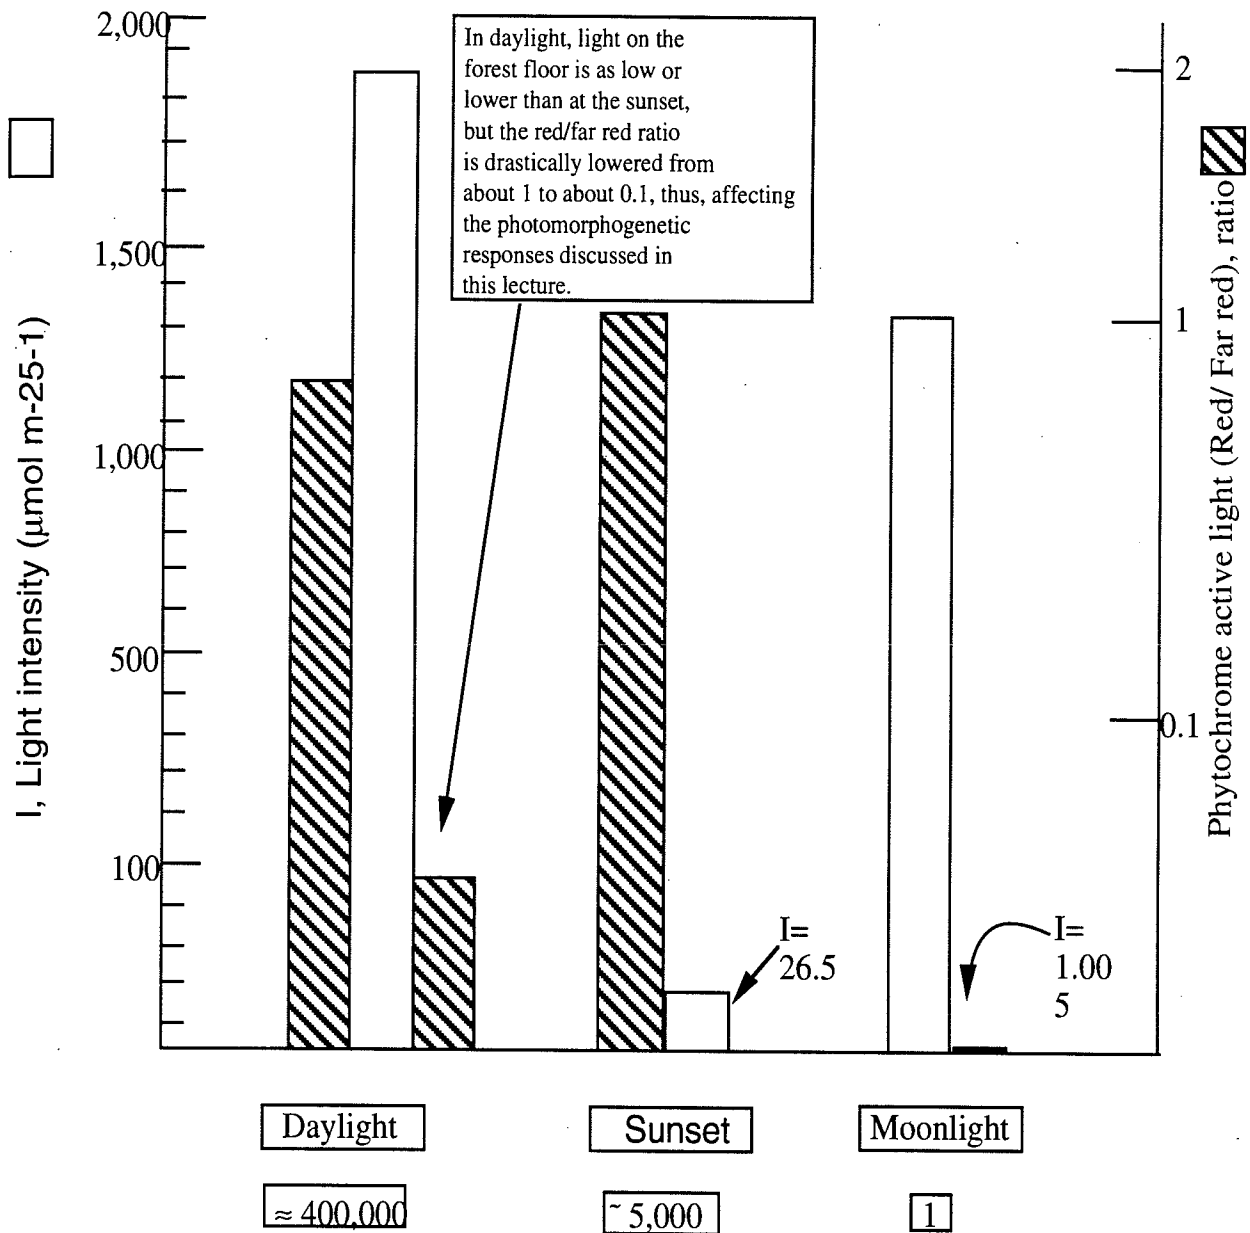 2,000
1,500
1,000
500
100
I, Light intensity (µmol m-25-1)
In daylight, light on the
forest floor is as low or
lower than at the sunset,
but the red/far red ratio
is drastically lowered from
about 1 to about 0.1, thus, affecting
the photomorphogenetic
responses discussed in
this lecture.
I=
26.5
I=
1.00
5
2
1
0.1
Phytochrome active light (Red/ Far red), ratio
Daylight
Sunset
Moonlight
≈ 400,000
~ 5,000
1